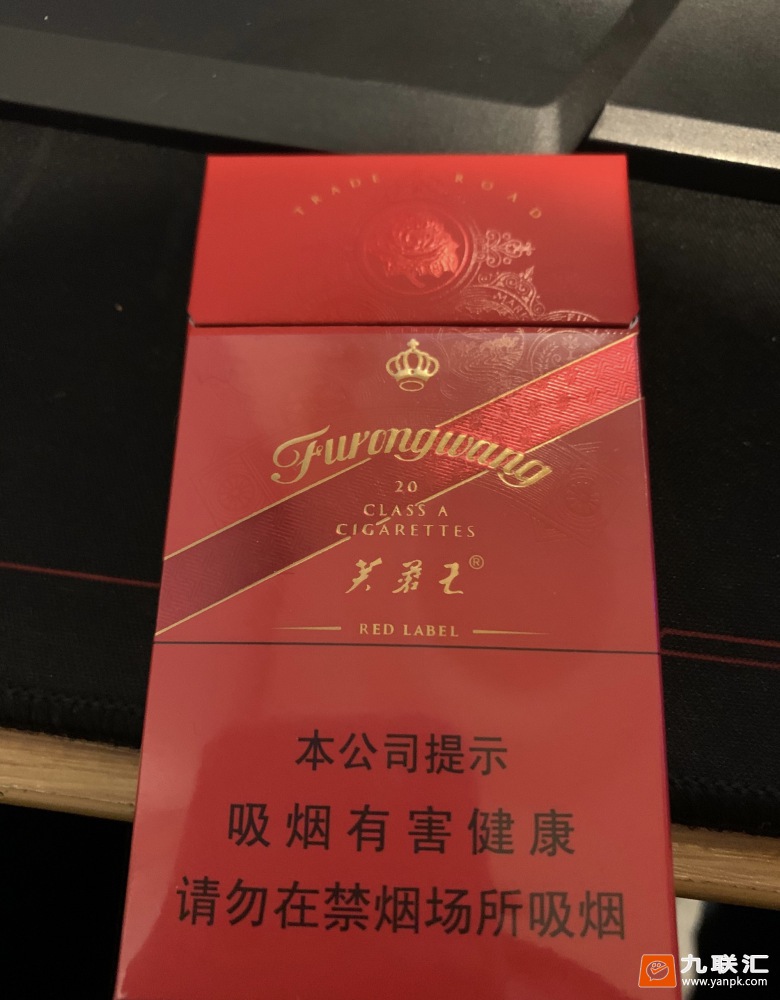 TRADE ROAD
Furongwang
20
CLASS A
CIGARETTES
芙蓉王®
RED LABEL
本公司提示
吸烟有害健康
请勿在禁烟场所吸烟
九联汇
www.yanpk.com